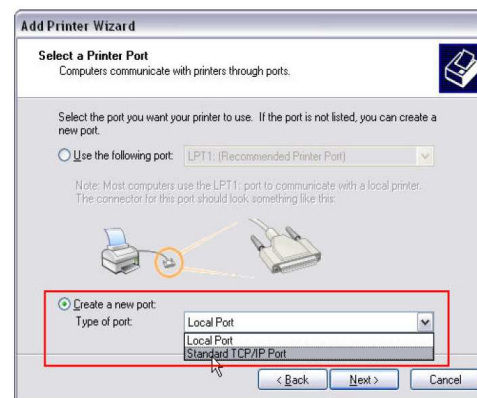 Add Printer Wizard
Select a Printer Port
Computers communicate with printers through ports.
Select the port you want your printer to use. If the port is not listed, you can create a
new port.
Use the following port: LPT1: (Recommended Printer Port)
Note: Most computers use the LPT1: port to communicate with a local printer.
The connector for this port should look something like this:
Create a new port:
Type of port: Local Port
Local Port
Standard TCP/IP Port
< Back Next > Cancel